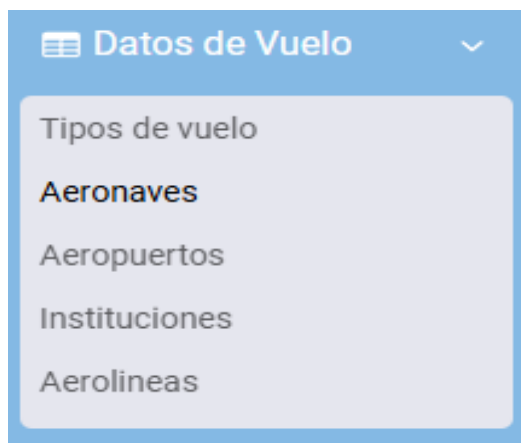 Datos de Vuelo
Tipos de vuelo
Aeronaves
Aeropuertos
Instituciones
Aerolineas